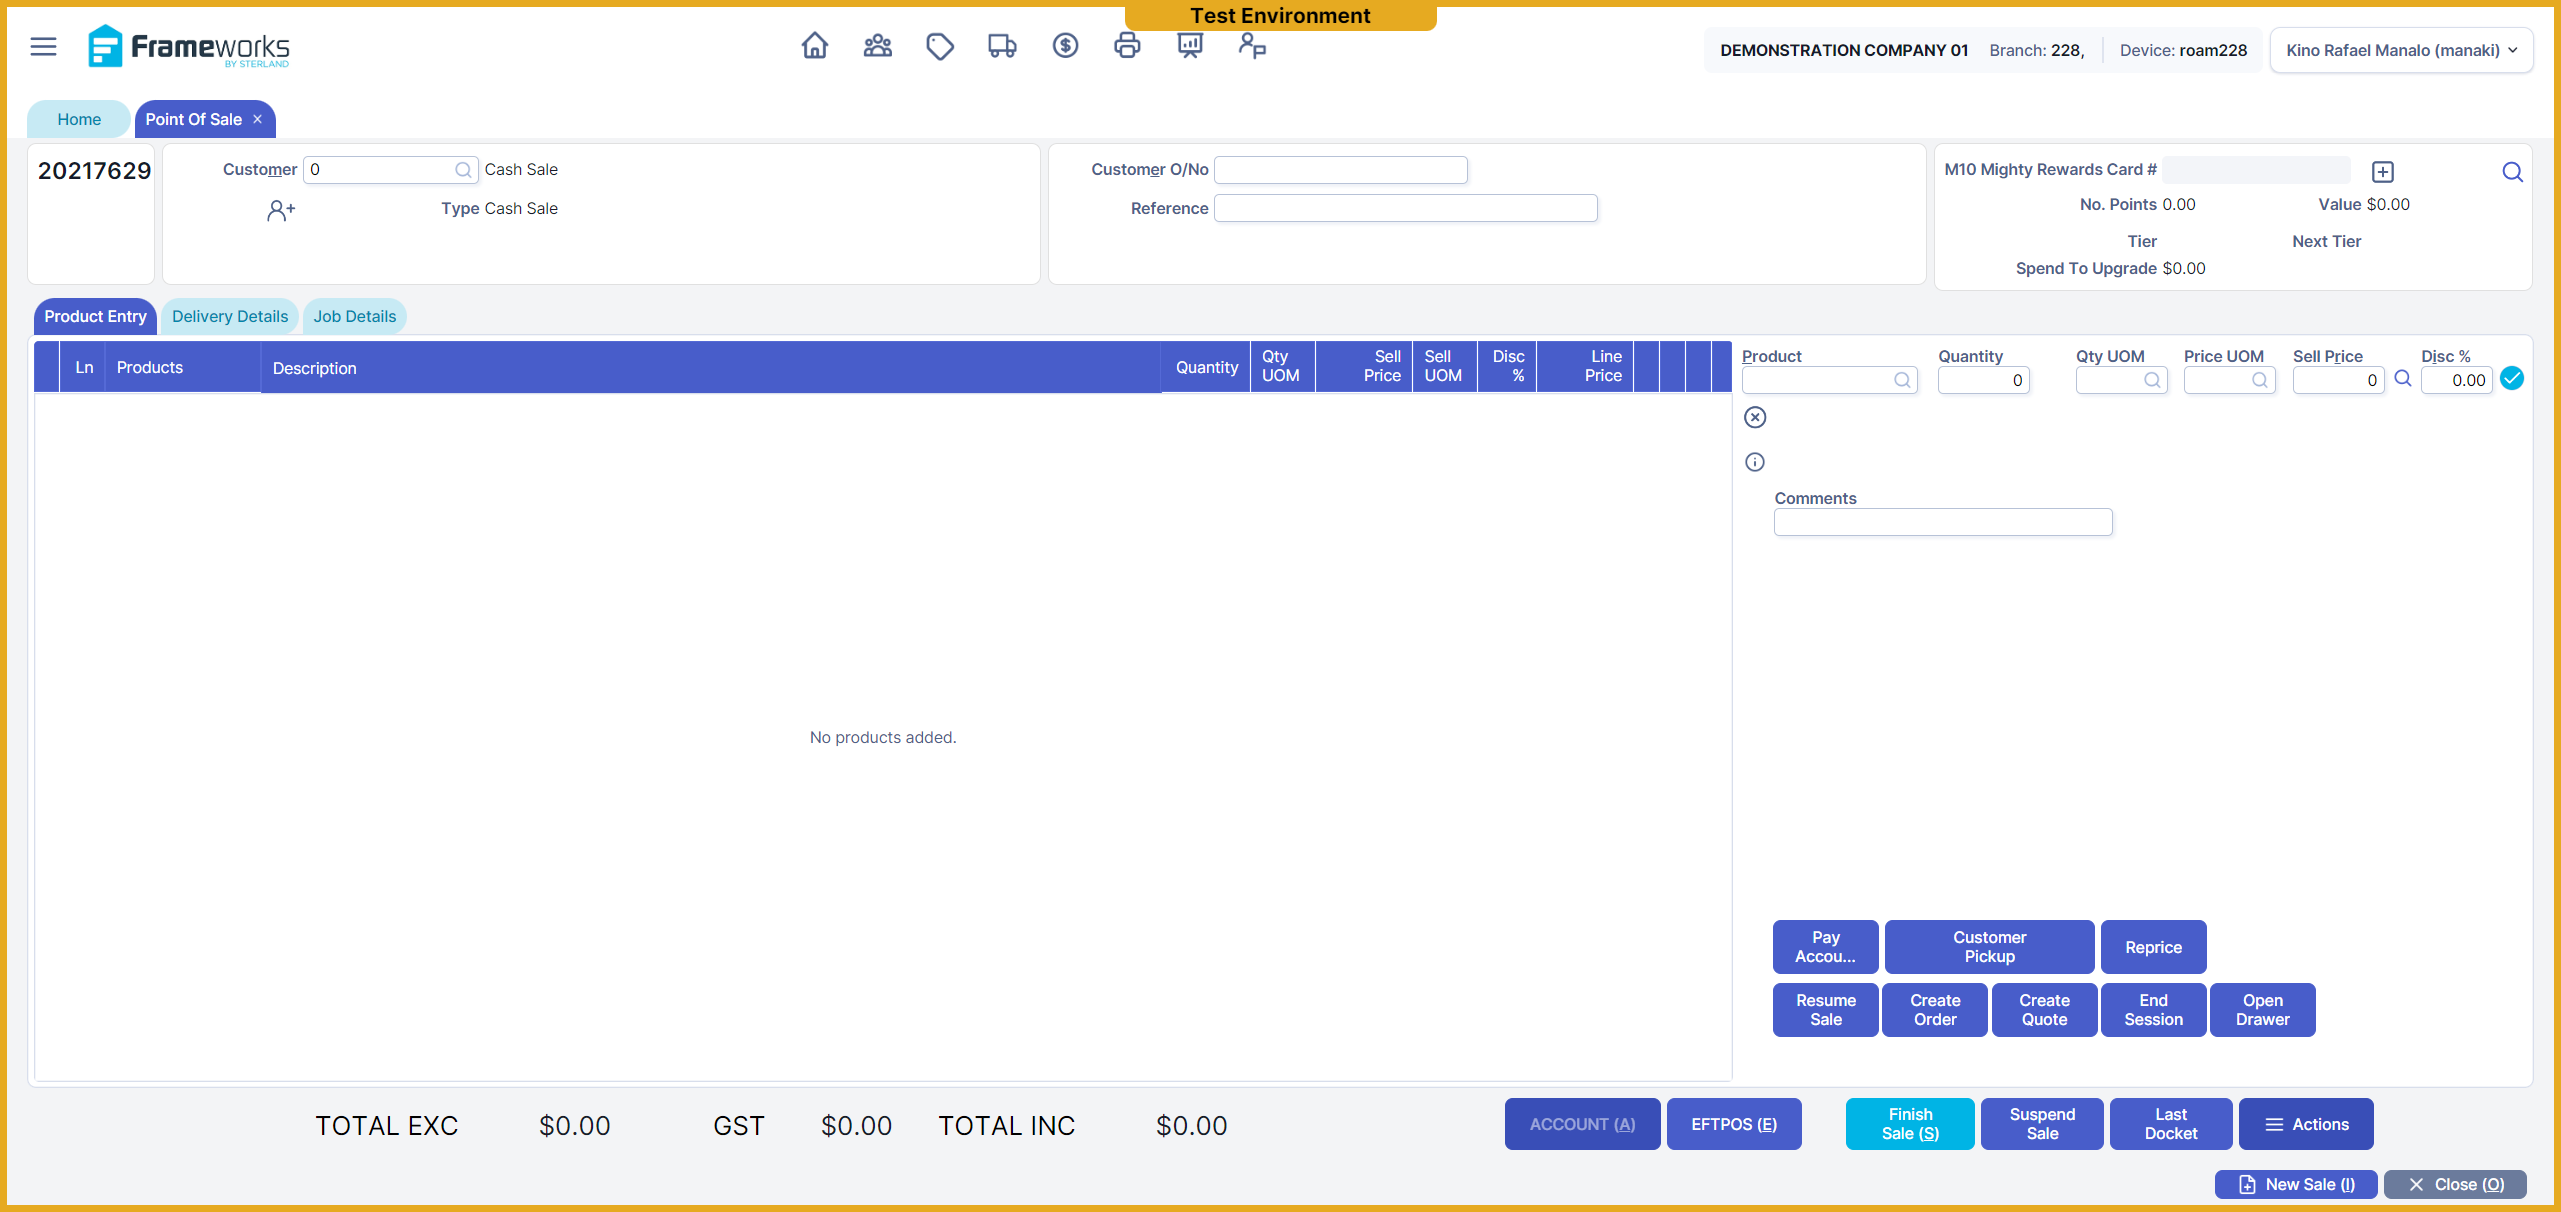 Test Environment
Frameworks
BY STERLAND
DEMONSTRATION COMPANY 01 Branch: 228, Device: roam228 Kino Rafael Manalo (manaki)
Home Point Of Sale ×
20217629
Customer 0 Cash Sale
Type Cash Sale
Customer O/No
Reference
M10 Mighty Rewards Card #
No. Points 0.00 Value $0.00
Tier Next Tier
Spend To Upgrade $0.00
Product Entry Delivery Details Job Details
Ln Products Description Quantity Qty UOM Sell Price Sell UOM Disc % Line Price
Product Quantity Qty UOM Price UOM Sell Price Disc %
0 0 0.00
Comments
No products added.
Pay Accou... Customer Pickup Reprice
Resume Sale Create Order Create Quote End Session Open Drawer
TOTAL EXC $0.00 GST $0.00 TOTAL INC $0.00
ACCOUNT (A) EFTPOS (E) Finish Sale (S) Suspend Sale Last Docket Actions
New Sale (I) Close (O)